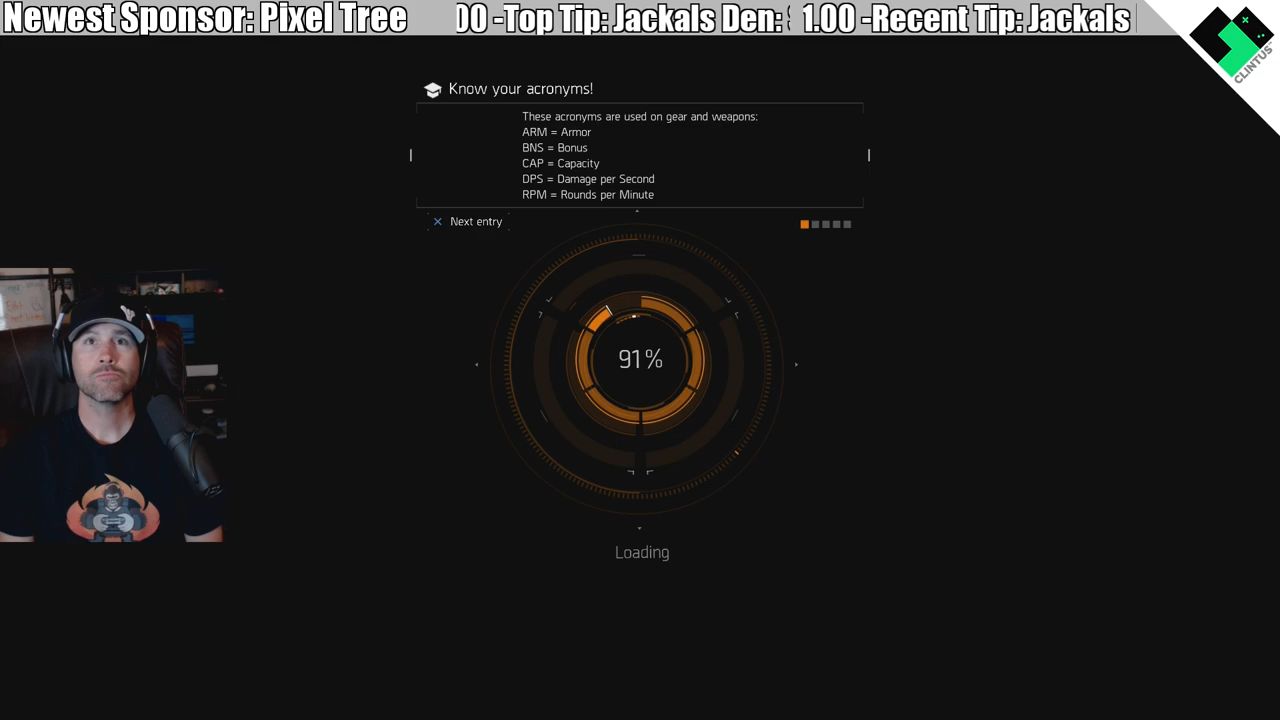 Newest Sponsor: Pixel Tree
00 -Top Tip: Jackals Den:
1.00 -Recent Tip: Jackals
CLINTUS
Know your acronyms!
These acronyms are used on gear and weapons:
ARM = Armor
BNS = Bonus
CAP = Capacity
DPS = Damage per Second
RPM = Rounds per Minute
Next entry
91%
Loading